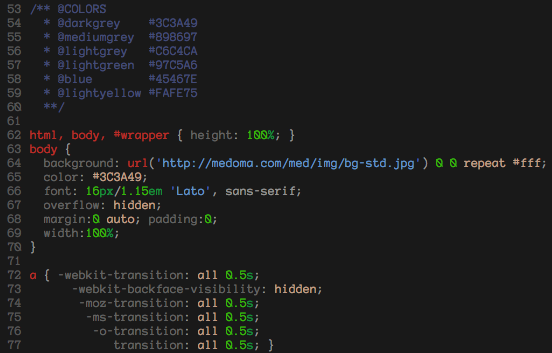 53 /** @COLORS
54   * @darkgrey    #3C3A49
55   * @mediumgrey  #898697
56   * @lightgrey   #C6C4CA
57   * @lightgreen  #97C5A6
58   * @blue        #45467E
59   * @lightyellow #FAFE75
60   **/
61
62 html, body, #wrapper { height: 100%; }
63 body {
64   background: url('http://medoma.com/med/img/bg-std.jpg') 0 0 repeat #fff;
65   color: #3C3A49;
66   font: 16px/1.15em 'Lato', sans-serif;
67   overflow: hidden;
68   margin:0 auto; padding:0;
69   width:100%;
70 }
71
72 a { -webkit-transition: all 0.5s;
73       -webkit-backface-visibility: hidden;
74        -moz-transition: all 0.5s;
75         -ms-transition: all 0.5s;
76          -o-transition: all 0.5s;
77             transition: all 0.5s; }